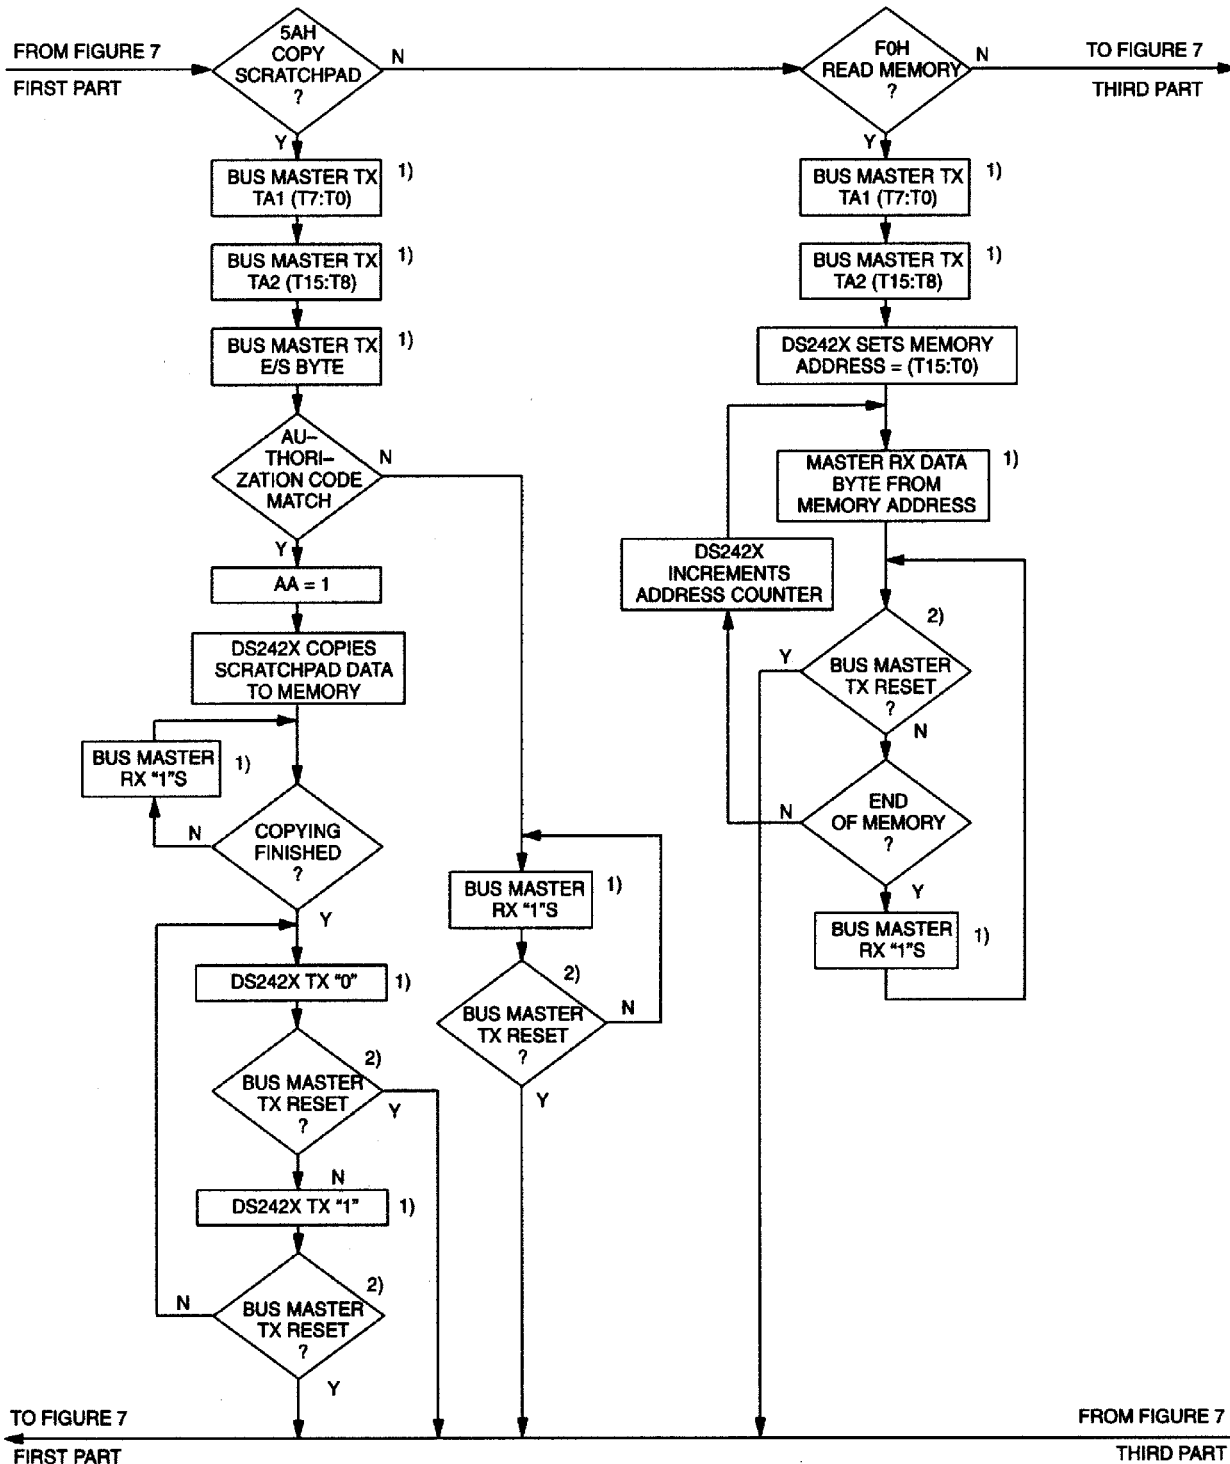 FROM FIGURE 7
FIRST PART
5AH
COPY
SCRATCHPAD
?
N
Y
BUS MASTER TX
TA1 (T7:T0)
1)
BUS MASTER TX
TA2 (T15:T8)
1)
BUS MASTER TX
E/S BYTE
1)
AU–
THORI–
ZATION CODE
MATCH
N
Y
AA = 1
DS242X COPIES
SCRATCHPAD DATA
TO MEMORY
BUS MASTER
RX "1"S
1)
N
COPYING
FINISHED
?
Y
DS242X TX "0"
1)
2)
BUS MASTER
TX RESET
?
Y
N
DS242X TX "1"
1)
2)
BUS MASTER
TX RESET
?
N
Y
BUS MASTER
RX "1"S
1)
2)
BUS MASTER
TX RESET
?
N
Y
F0H
READ MEMORY
?
N
Y
TO FIGURE 7
THIRD PART
BUS MASTER TX
TA1 (T7:T0)
1)
BUS MASTER TX
TA2 (T15:T8)
1)
DS242X SETS MEMORY
ADDRESS = (T15:T0)
MASTER RX DATA
BYTE FROM
MEMORY ADDRESS
1)
DS242X
INCREMENTS
ADDRESS COUNTER
2)
BUS MASTER
TX RESET
?
Y
N
END
OF MEMORY
?
N
Y
BUS MASTER
RX "1"S
1)
TO FIGURE 7
FIRST PART
FROM FIGURE 7
THIRD PART